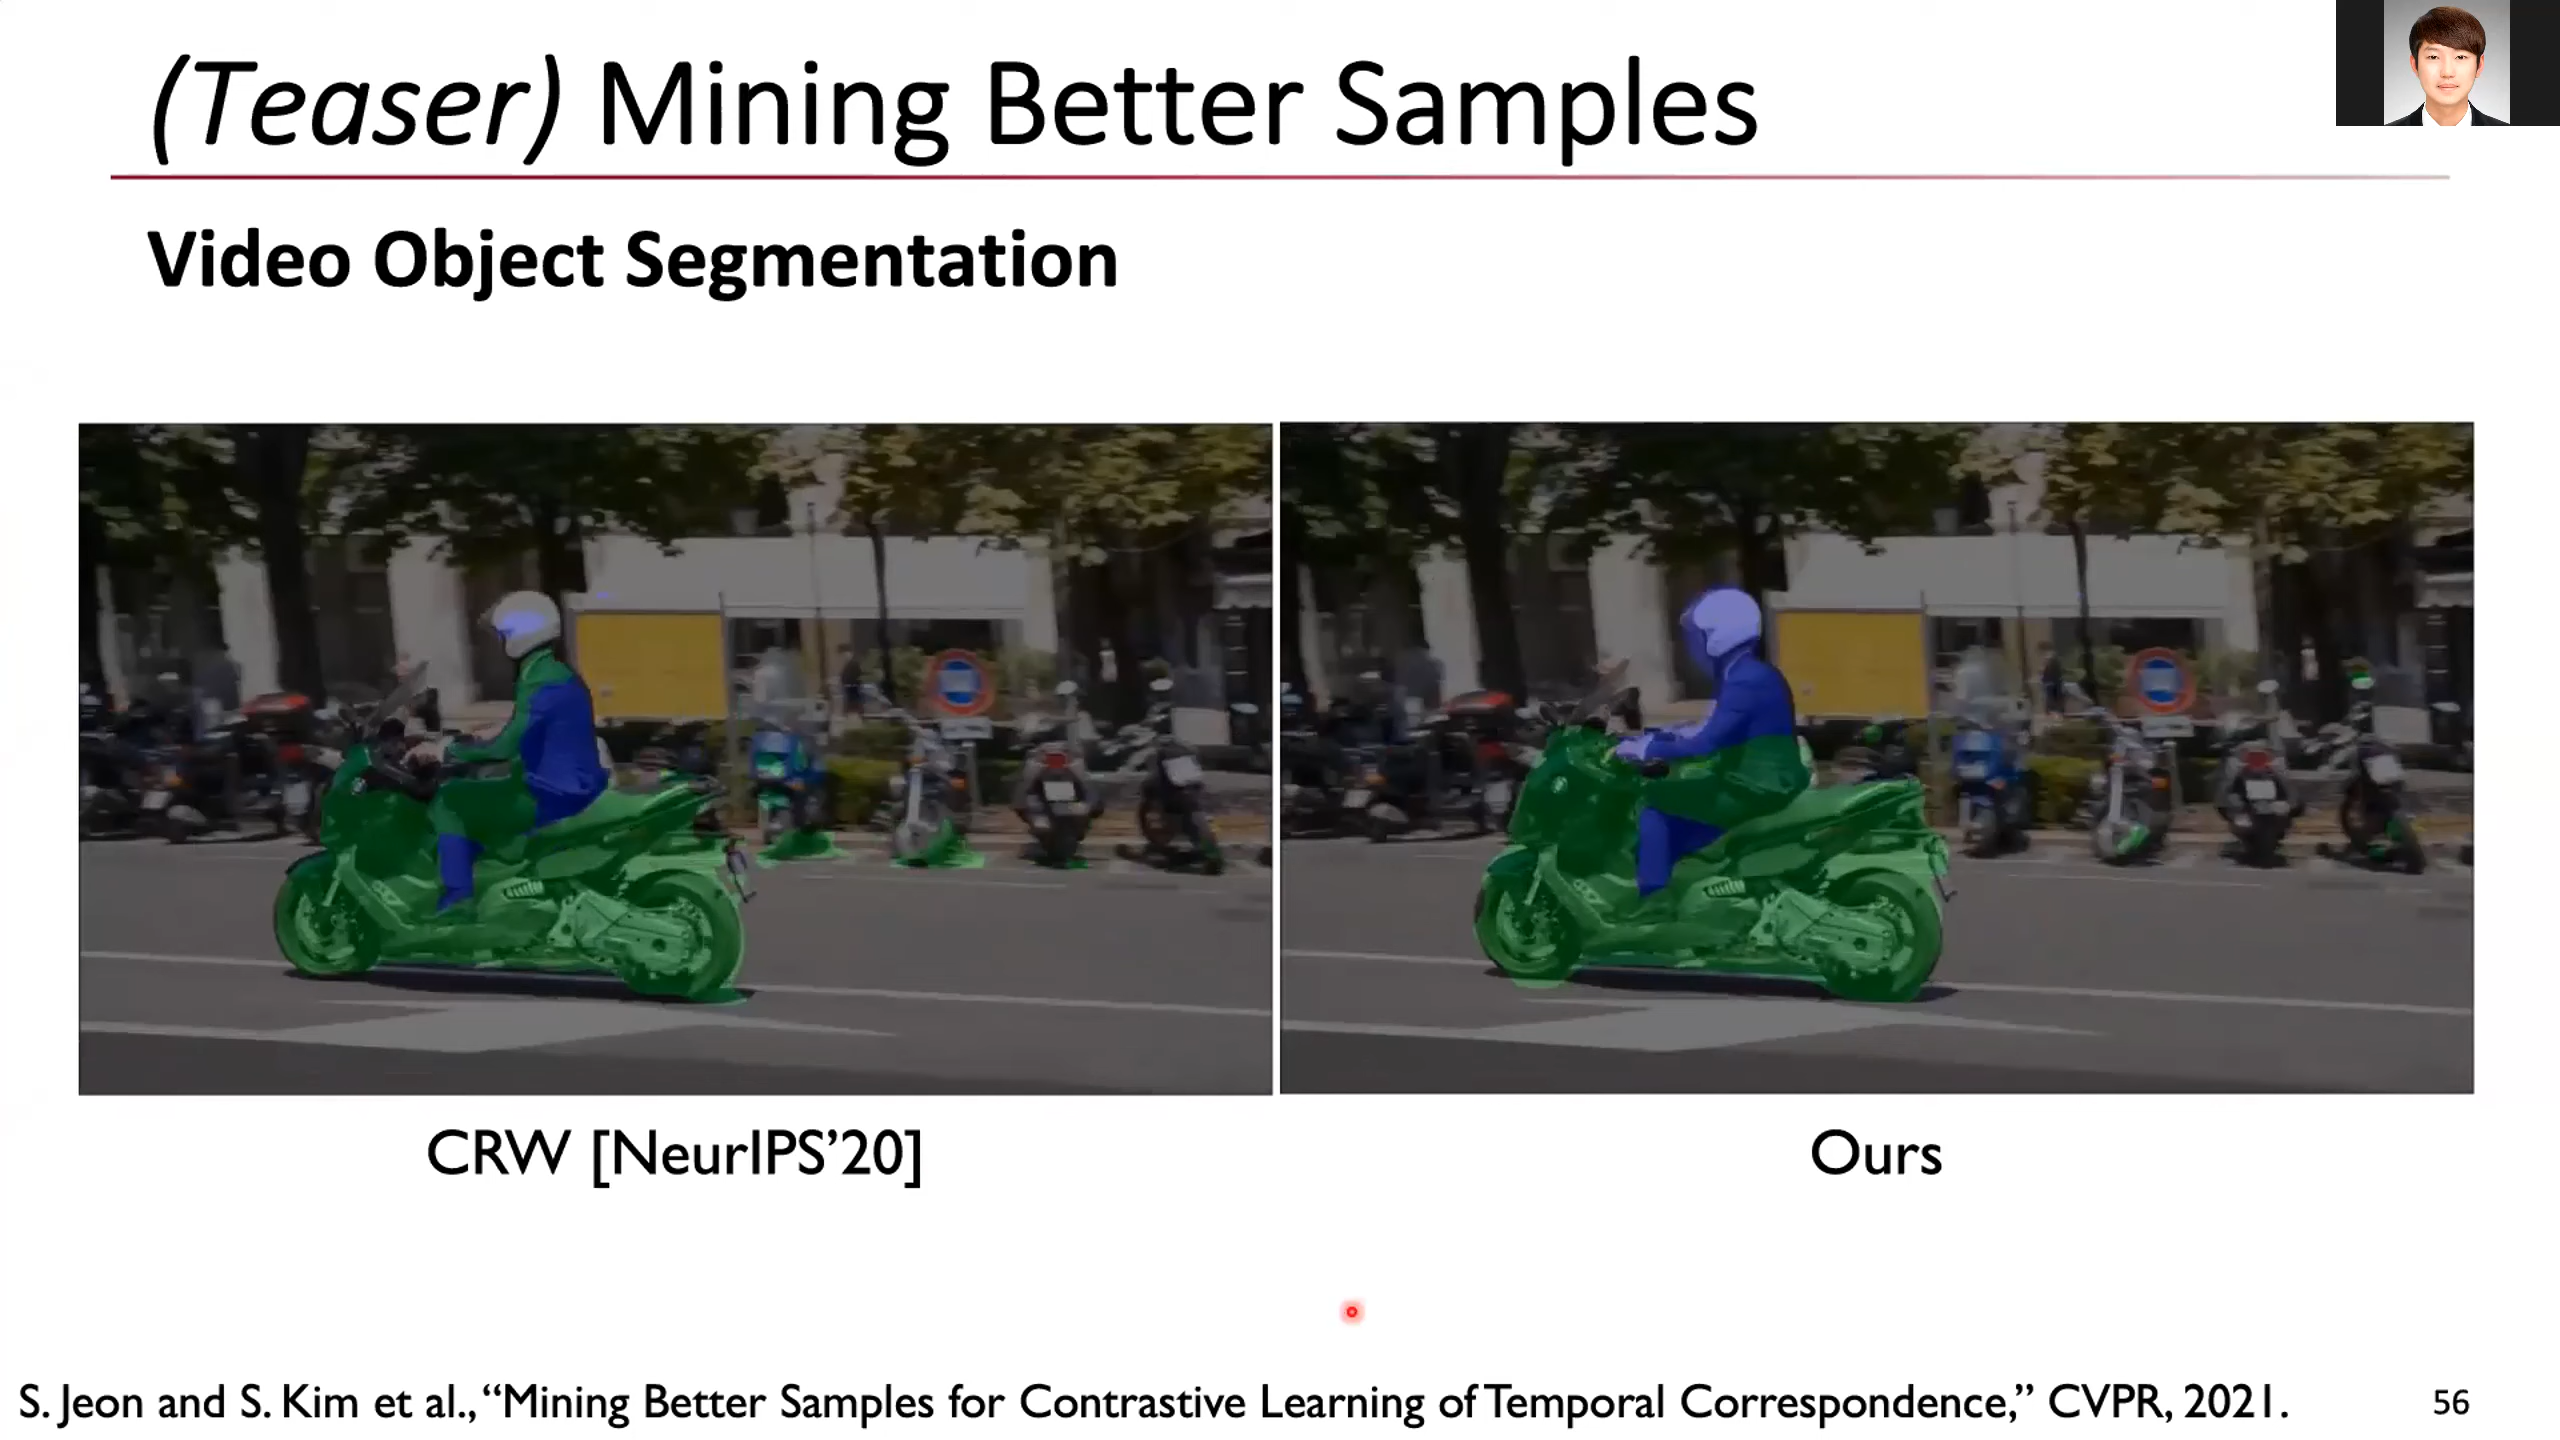 (Teaser) Mining Better Samples
Video Object Segmentation
CRW [NeurIPS’20]
Ours
S. Jeon and S. Kim et al., “Mining Better Samples for Contrastive Learning of Temporal Correspondence,” CVPR, 2021.
56